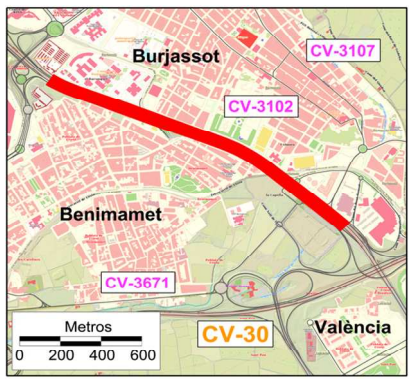 Burjassot
CV-3107
CV-3102
Benimamet
CV-3671
CV-30
València
Metros
0 200 400 600